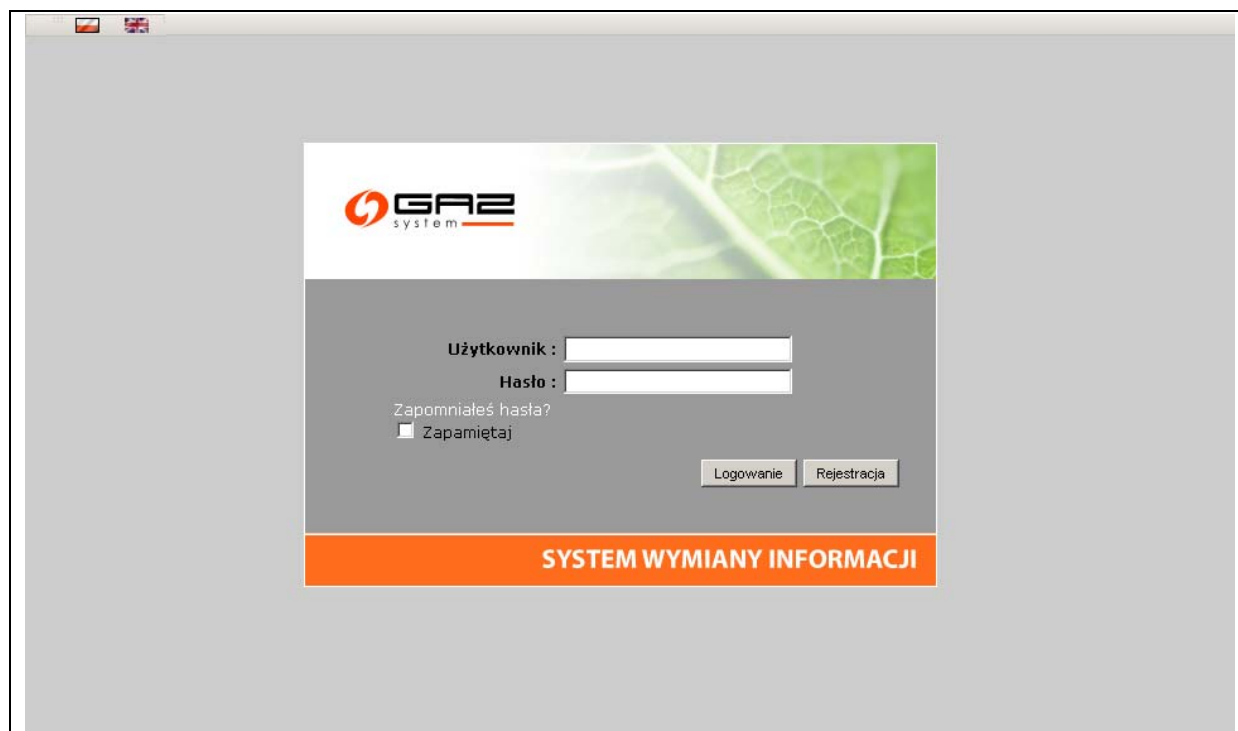 GAZ
system
Użytkownik :
Hasło :
Zapomniałeś hasła?
Zapamiętaj
Logowanie Rejestracja
SYSTEM WYMIANY INFORMACJI